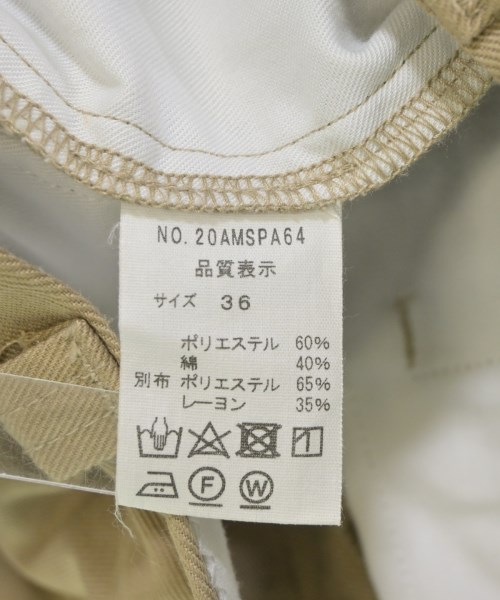 NO. 20AMSPA64
品質表示
サイズ 36
ポリエステル 60%
綿 40%
別布 ポリエステル 65%
レーヨン 35%
F W